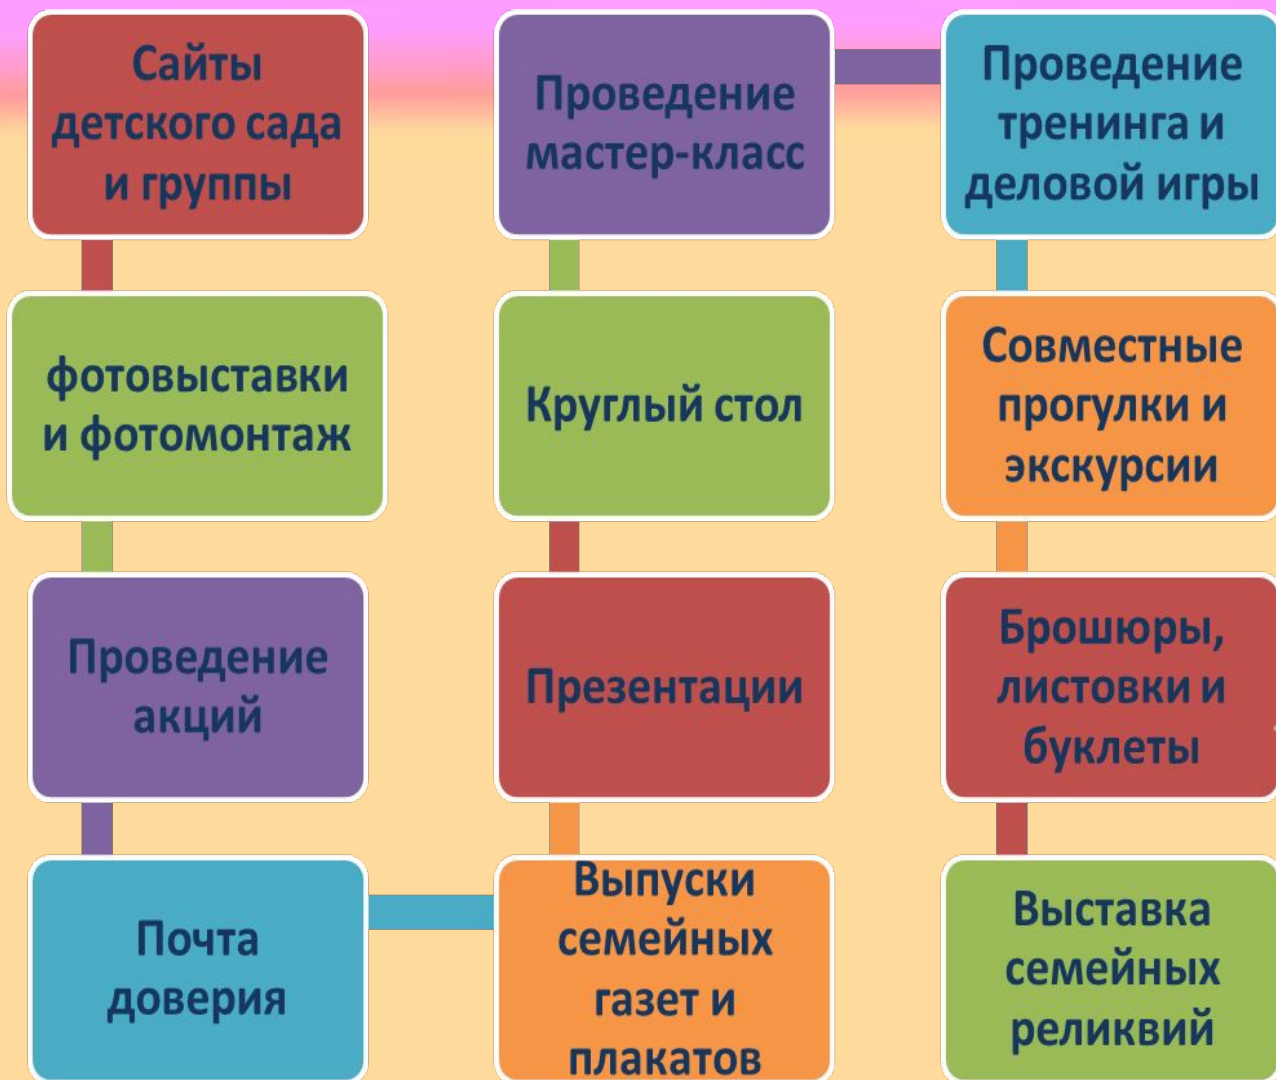 Сайты
детского сада
и группы
фотовыставки
и фотомонтаж
Проведение
акций
Почта
доверия
Выпуски
семейных
газет и
плакатов
Презентации
Круглый стол
Проведение
мастер-класс
Проведение
тренинга и
деловой игры
Совместные
прогулки и
экскурсии
Брошюры,
листовки и
буклеты
Выставка
семейных
реликвий